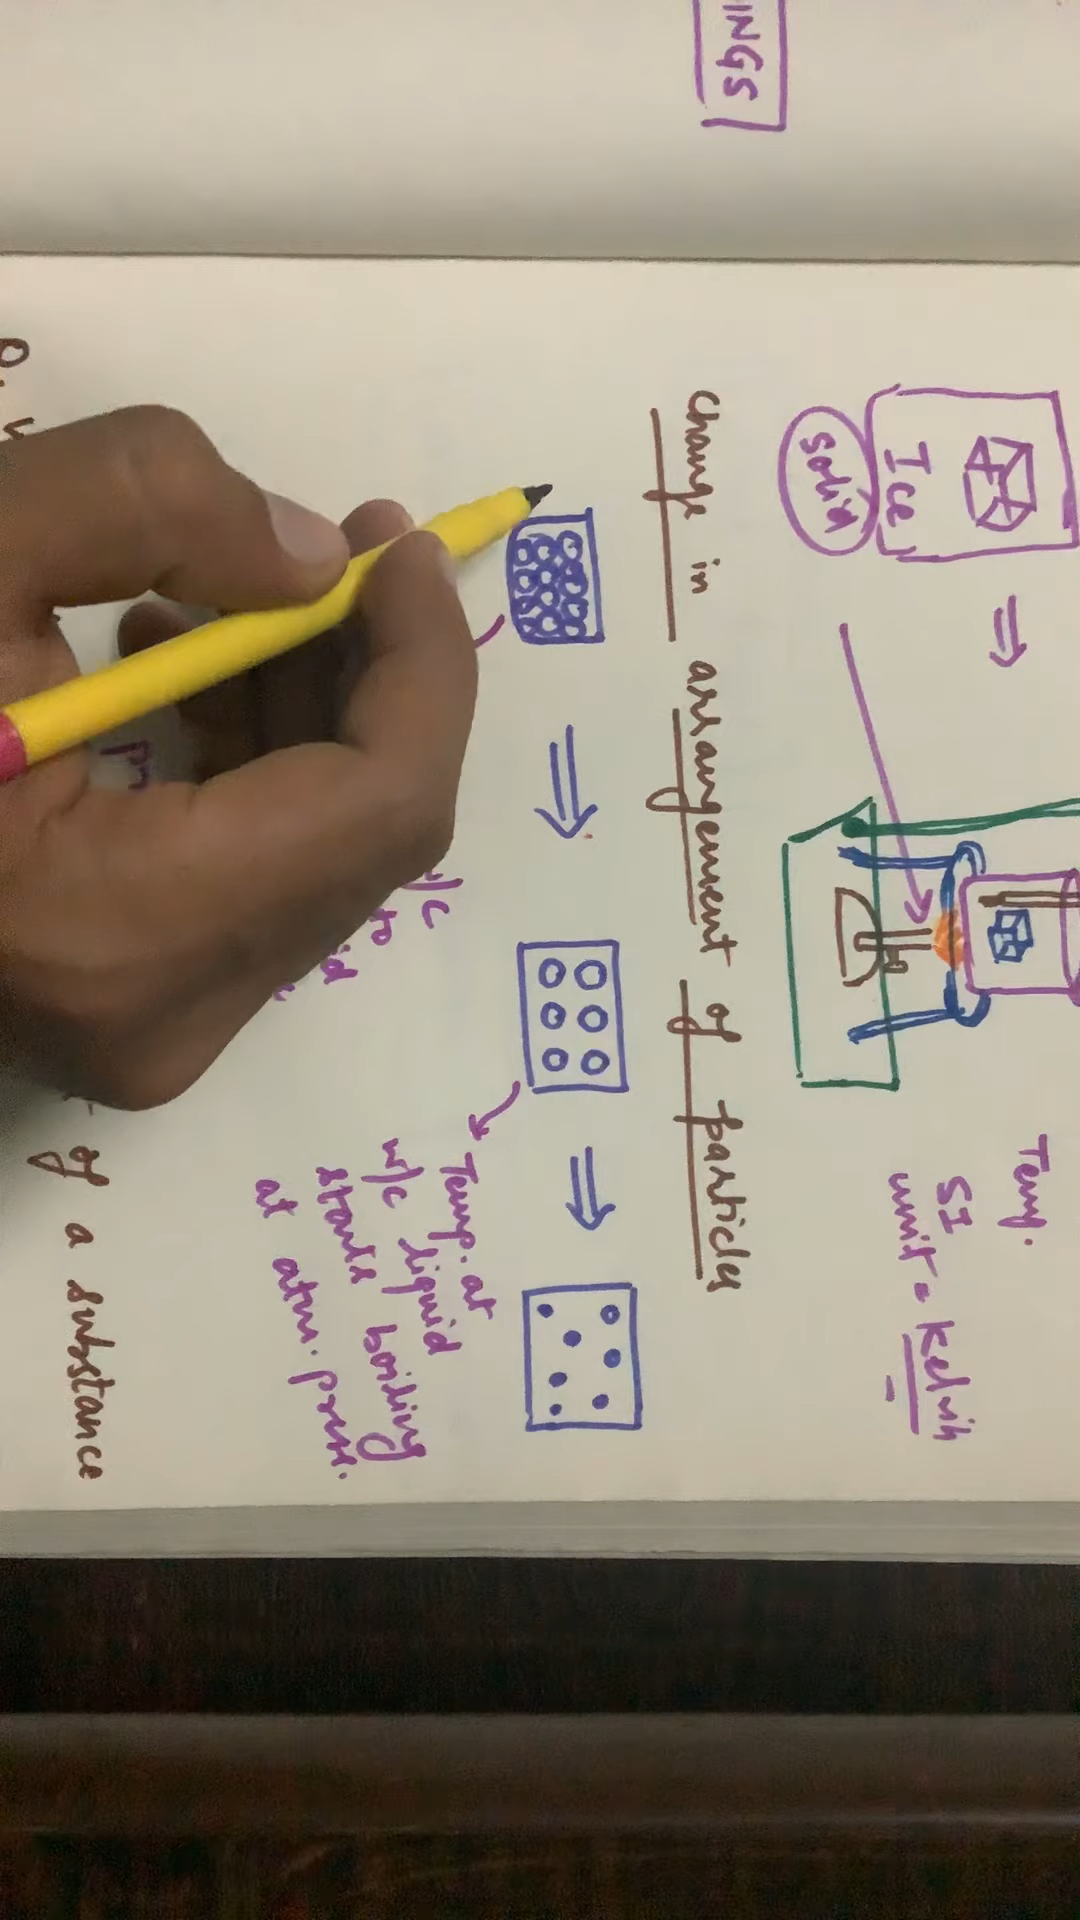 INGS
Ice
Solid
Temp.
SI
unit = Kelvin
Change in arrangement of particles
w/c
to
Temp. at
w/c liquid
starts boiling
at atm. press.
of a substance